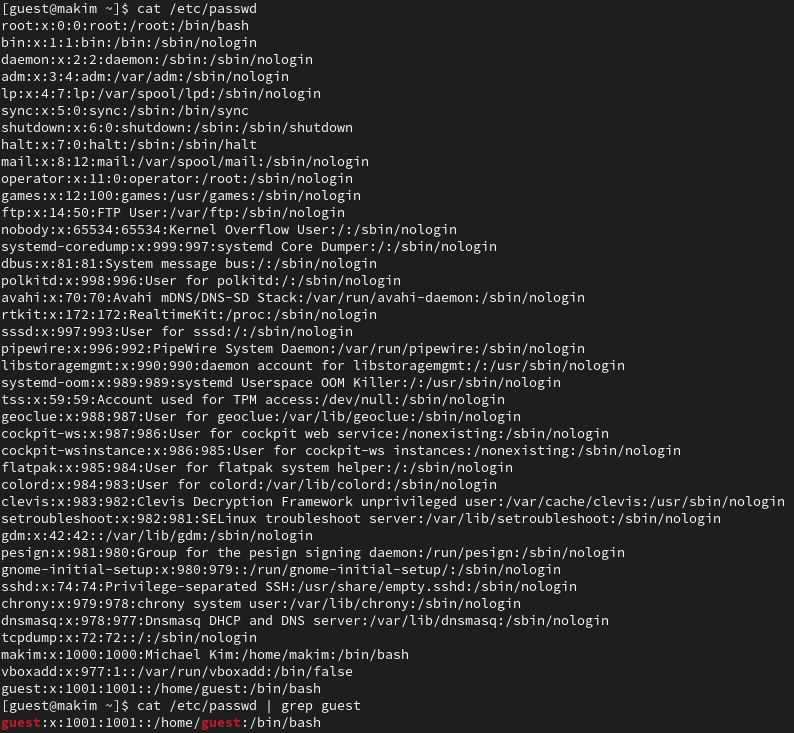 [guest@makim ~]$ cat /etc/passwd
root:x:0:0:root:/root:/bin/bash
bin:x:1:1:bin:/bin:/sbin/nologin
daemon:x:2:2:daemon:/sbin:/sbin/nologin
adm:x:3:4:adm:/var/adm:/sbin/nologin
lp:x:4:7:lp:/var/spool/lpd:/sbin/nologin
sync:x:5:0:sync:/sbin:/bin/sync
shutdown:x:6:0:shutdown:/sbin:/sbin/shutdown
halt:x:7:0:halt:/sbin:/sbin/halt
mail:x:8:12:mail:/var/spool/mail:/sbin/nologin
operator:x:11:0:operator:/root:/sbin/nologin
games:x:12:100:games:/usr/games:/sbin/nologin
ftp:x:14:50:FTP User:/var/ftp:/sbin/nologin
nobody:x:65534:65534:Kernel Overflow User:/:/sbin/nologin
systemd-coredump:x:999:997:systemd Core Dumper:/:/sbin/nologin
dbus:x:81:81:System message bus:/:/sbin/nologin
polkitd:x:998:996:User for polkitd:/:/sbin/nologin
avahi:x:70:70:Avahi mDNS/DNS-SD Stack:/var/run/avahi-daemon:/sbin/nologin
rtkit:x:172:172:RealtimeKit:/proc:/sbin/nologin
sssd:x:997:993:User for sssd:/:/sbin/nologin
pipewire:x:996:992:PipeWire System Daemon:/var/run/pipewire:/sbin/nologin
libstoragemgmt:x:990:990:daemon account for libstoragemgmt:/:/usr/sbin/nologin
systemd-oom:x:989:989:systemd Userspace OOM Killer:/:/usr/sbin/nologin
tss:x:59:59:Account used for TPM access:/dev/null:/sbin/nologin
geoclue:x:988:987:User for geoclue:/var/lib/geoclue:/sbin/nologin
cockpit-ws:x:987:986:User for cockpit web service:/nonexisting:/sbin/nologin
cockpit-wsinstance:x:986:985:User for cockpit-ws instances:/nonexisting:/sbin/nologin
flatpak:x:985:984:User for flatpak system helper:/:/sbin/nologin
colord:x:984:983:User for colord:/var/lib/colord:/sbin/nologin
clevis:x:983:982:Clevis Decryption Framework unprivileged user:/var/cache/clevis:/usr/sbin/nologin
setroubleshoot:x:982:981:SELinux troubleshoot server:/var/lib/setroubleshoot:/sbin/nologin
gdm:x:42:42::/var/lib/gdm:/sbin/nologin
pesign:x:981:980:Group for the pesign signing daemon:/run/pesign:/sbin/nologin
gnome-initial-setup:x:980:979::/run/gnome-initial-setup/:/sbin/nologin
sshd:x:74:74:Privilege-separated SSH:/usr/share/empty.sshd:/sbin/nologin
chrony:x:979:978:chrony system user:/var/lib/chrony:/sbin/nologin
dnsmasq:x:978:977:Dnsmasq DHCP and DNS server:/var/lib/dnsmasq:/sbin/nologin
tcpdump:x:72:72::/:/sbin/nologin
makim:x:1000:1000:Michael Kim:/home/makim:/bin/bash
vboxadd:x:977:1::/var/run/vboxadd:/bin/false
guest:x:1001:1001::/home/guest:/bin/bash
[guest@makim ~]$ cat /etc/passwd | grep guest
guest:x:1001:1001::/home/guest:/bin/bash